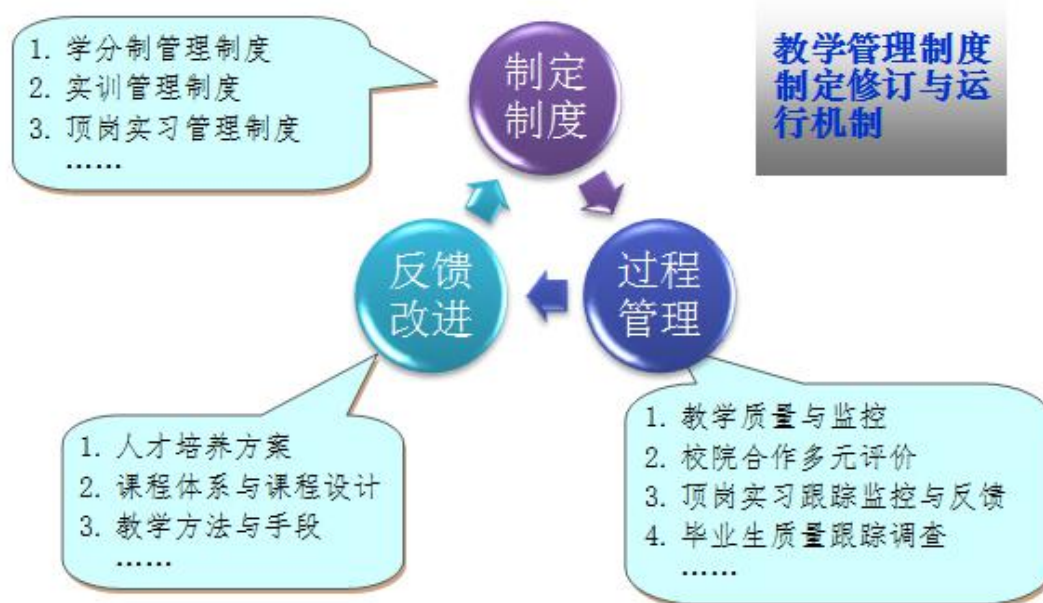 1. 学分制管理制度
2. 实训管理制度
3. 顶岗实习管理制度
……
制定
制度
教学管理制度
制定修订与运
行机制
反馈
改进
过程
管理
1. 人才培养方案
2. 课程体系与课程设计
3. 教学方法与手段
……
1. 教学质量与监控
2. 校院合作多元评价
3. 顶岗实习跟踪监控与反馈
4. 毕业生质量跟踪调查
……